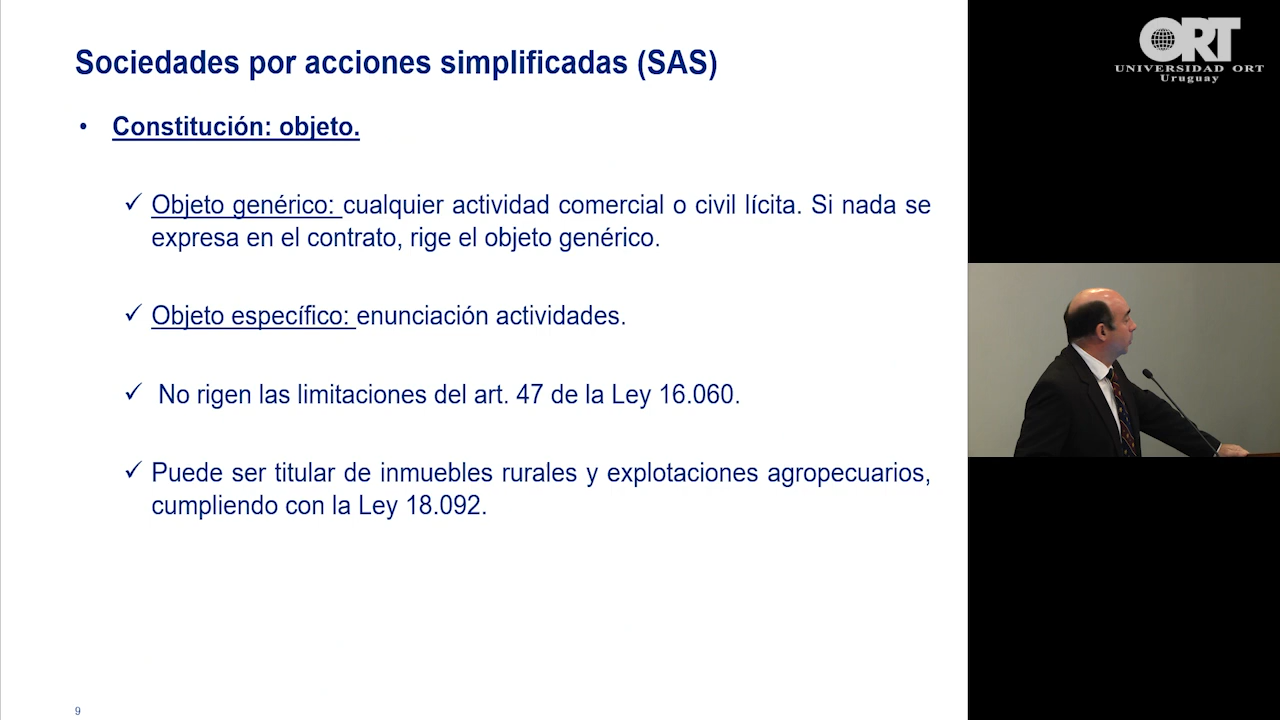 Sociedades por acciones simplificadas (SAS)
• Constitución: objeto.
✓ Objeto genérico: cualquier actividad comercial o civil lícita. Si nada se
expresa en el contrato, rige el objeto genérico.
✓ Objeto específico: enunciación actividades.
✓ No rigen las limitaciones del art. 47 de la Ley 16.060.
✓ Puede ser titular de inmuebles rurales y explotaciones agropecuarios,
cumpliendo con la Ley 18.092.
9
ORT
UNIVERSIDAD ORT
Uruguay